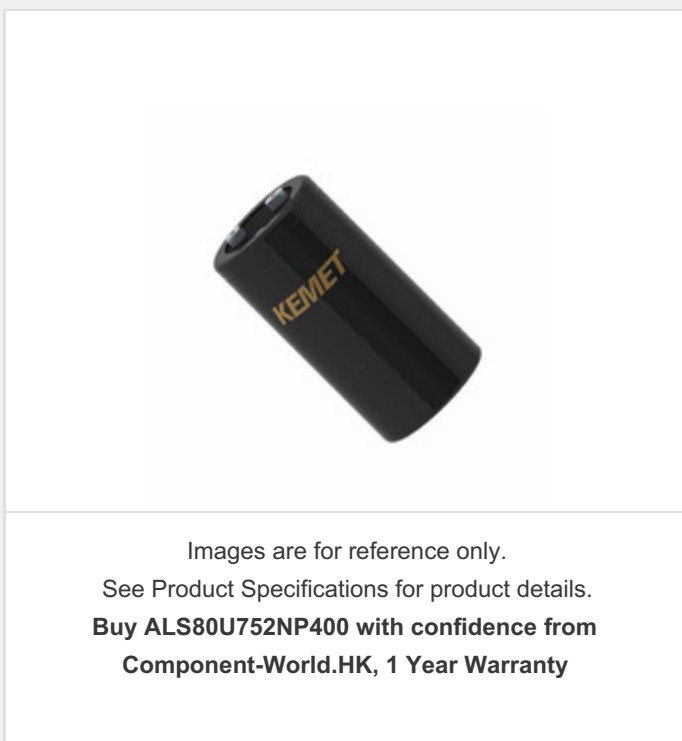 KEMET
Images are for reference only.
See Product Specifications for product details.
Buy ALS80U752NP400 with confidence from
Component-World.HK, 1 Year Warranty